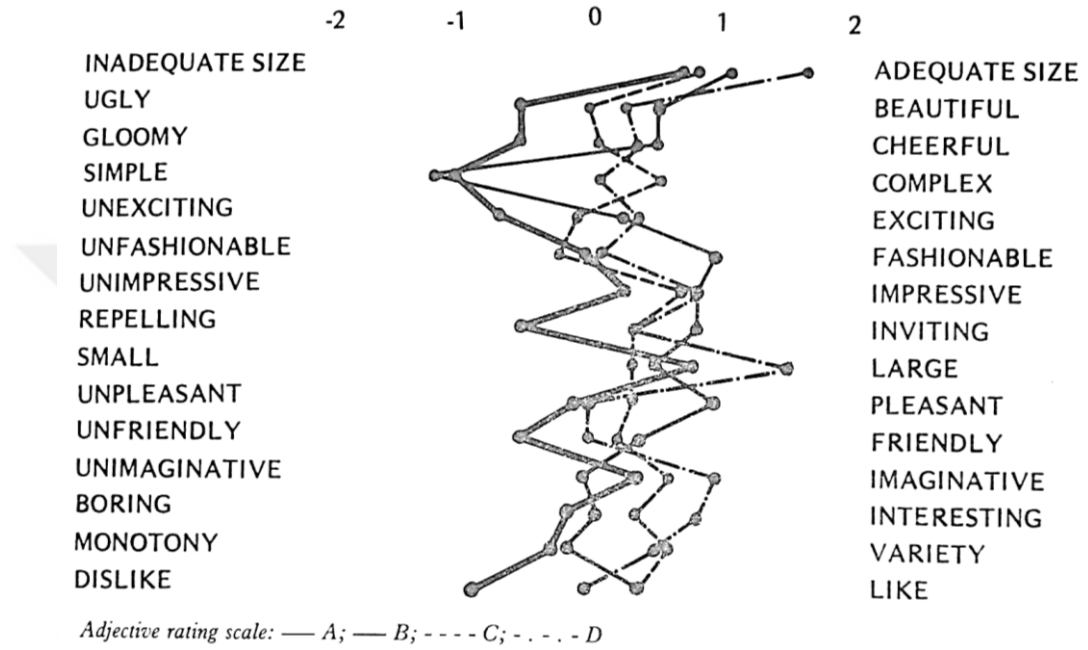 -2 -1 0 1 2
INADEQUATE SIZE ADEQUATE SIZE
UGLY BEAUTIFUL
GLOOMY CHEERFUL
SIMPLE COMPLEX
UNEXCITING EXCITING
UNFASHIONABLE FASHIONABLE
UNIMPRESSIVE IMPRESSIVE
REPELLING INVITING
SMALL LARGE
UNPLEASANT PLEASANT
UNFRIENDLY FRIENDLY
UNIMAGINATIVE IMAGINATIVE
BORING INTERESTING
MONOTONY VARIETY
DISLIKE LIKE
Adjective rating scale: —— A; —— B; - - - - C; - . - . - D